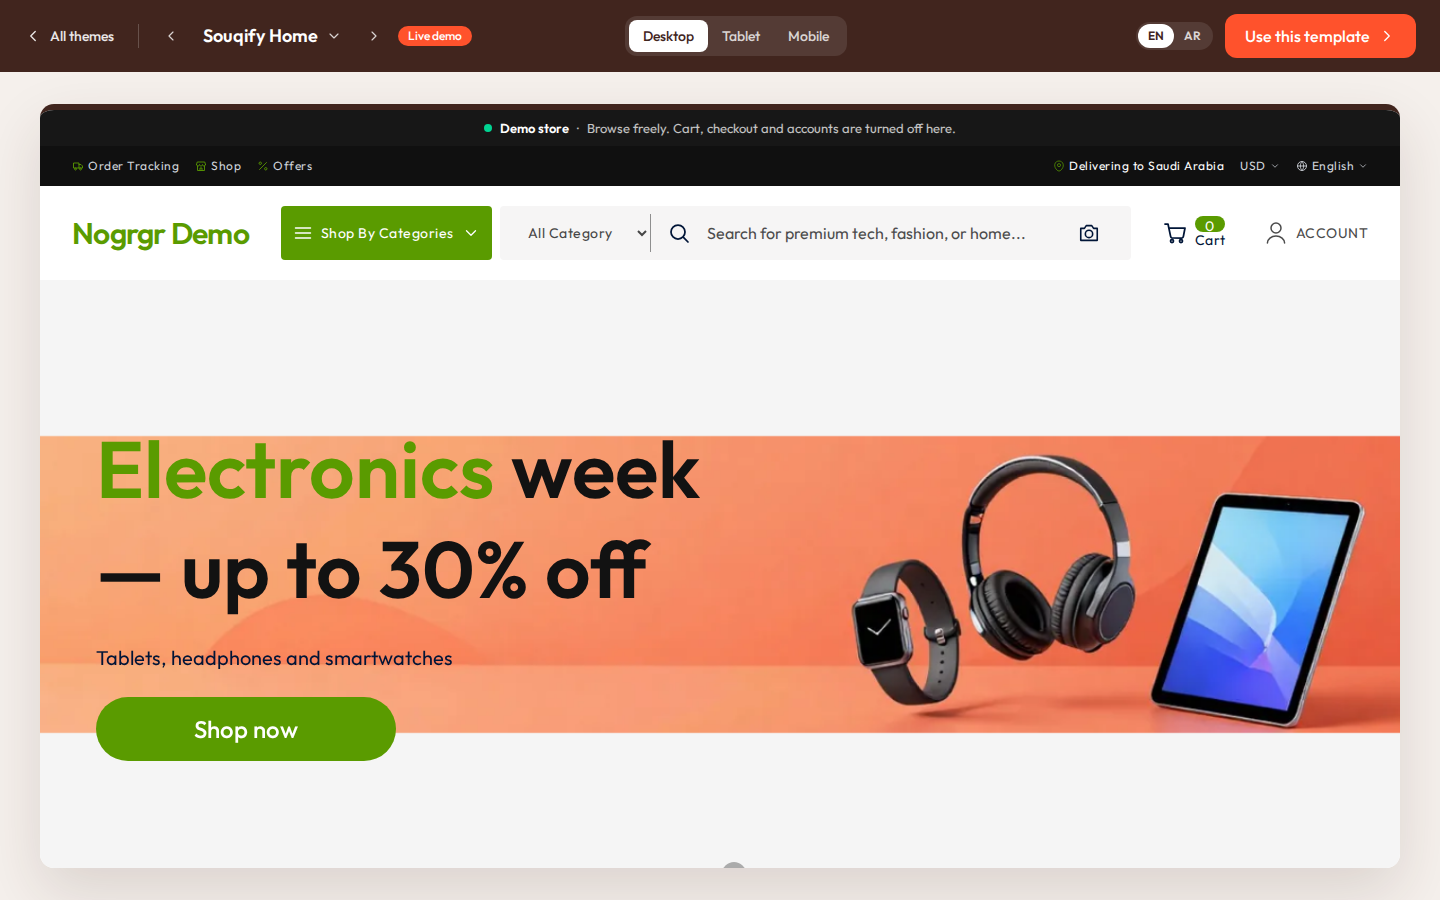 All themes
Souqify Home
Live demo
Desktop
Tablet
Mobile
EN
AR
Use this template
Demo store · Browse freely. Cart, checkout and accounts are turned off here.
Order Tracking
Shop
Offers
Delivering to Saudi Arabia
USD
English
Nogrgr Demo
Shop By Categories
All Category
Search for premium tech, fashion, or home...
0
Cart
ACCOUNT
Electronics week
— up to 30% off
Tablets, headphones and smartwatches
Shop now